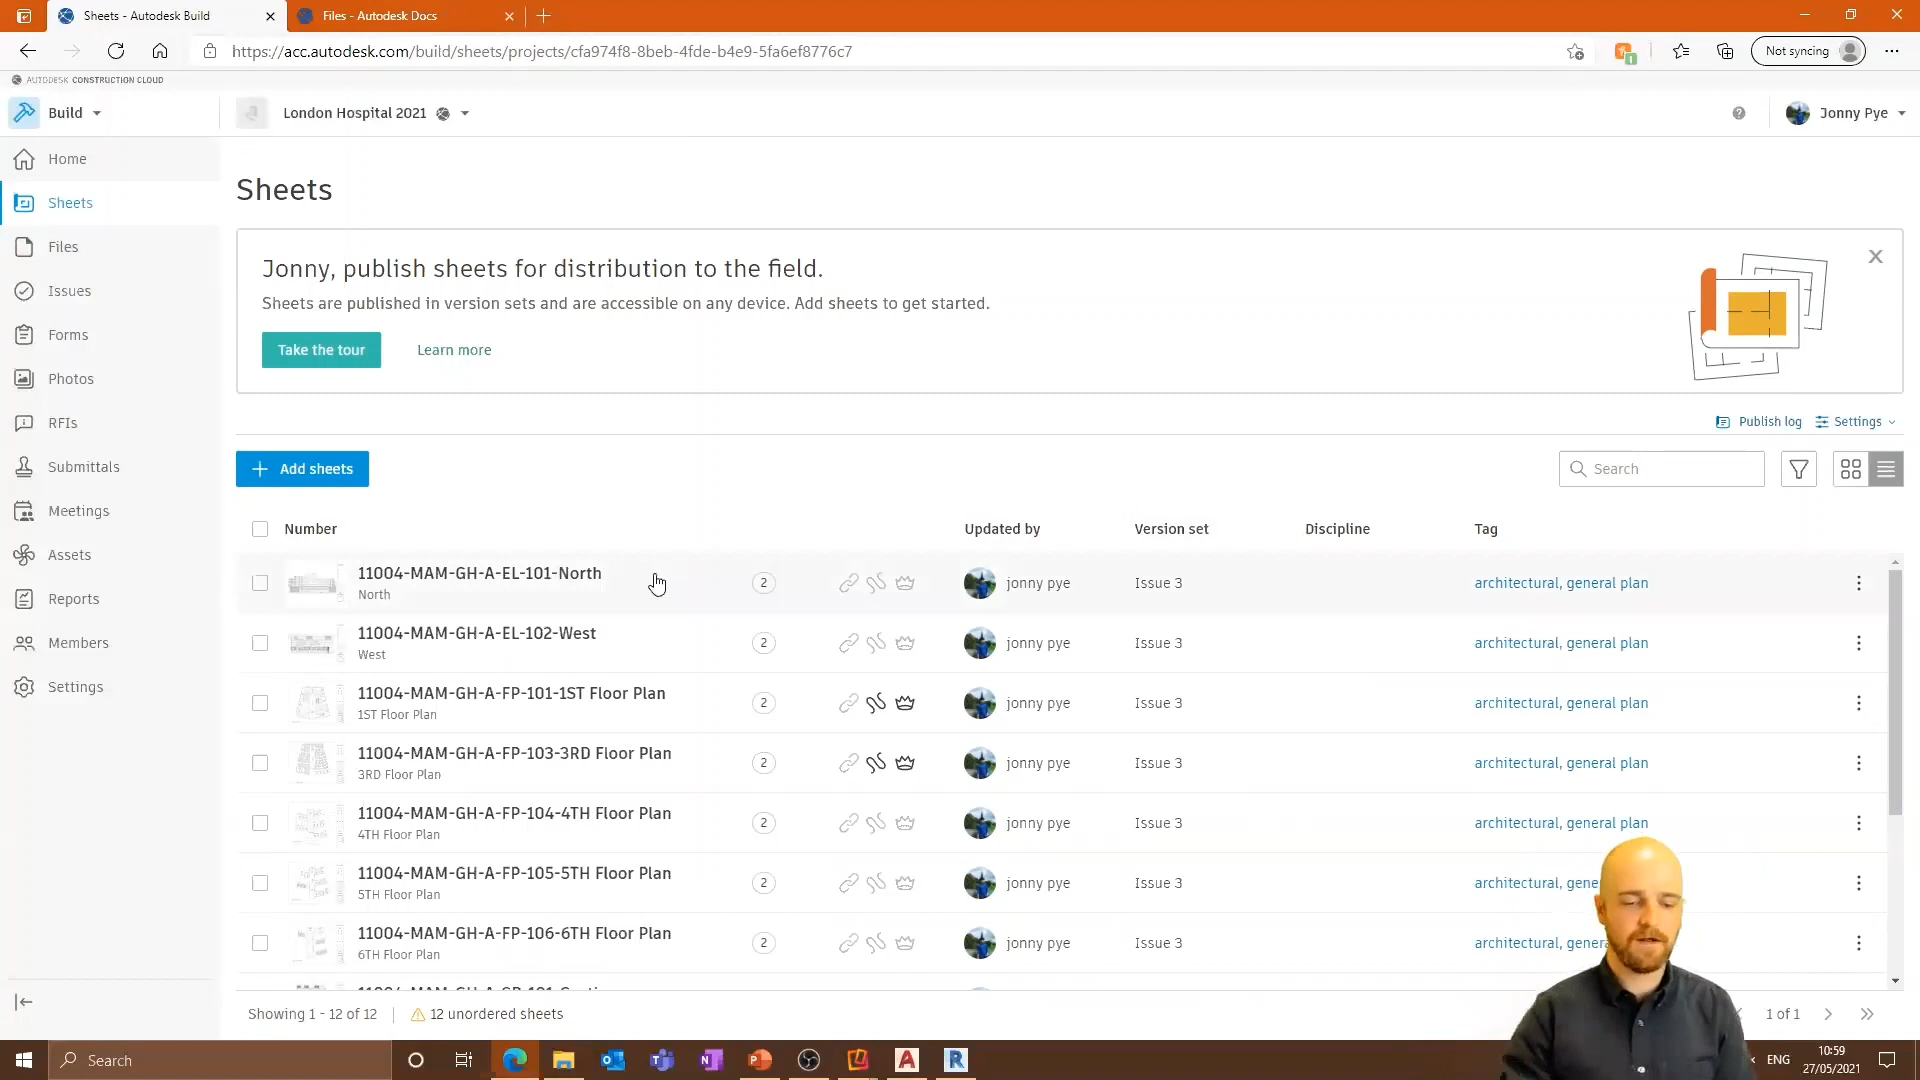 Sheets - Autodesk Build
Files - Autodesk Docs
https://acc.autodesk.com/build/sheets/projects/cfa974f8-8beb-4fde-b4e9-5fa6ef8776c7
Not syncing
AUTODESK CONSTRUCTION CLOUD
Build
London Hospital 2021
Jonny Pye
Home
Sheets
Files
Issues
Forms
Photos
RFIs
Submittals
Meetings
Assets
Reports
Members
Settings
Sheets
Jonny, publish sheets for distribution to the field.
Sheets are published in version sets and are accessible on any device. Add sheets to get started.
Take the tour
Learn more
Publish log
Settings
Add sheets
Search
Number Updated by Version set Discipline Tag
11004-MAM-GH-A-EL-101-North
North
2 jonny pye Issue 3 architectural, general plan
11004-MAM-GH-A-EL-102-West
West
2 jonny pye Issue 3 architectural, general plan
11004-MAM-GH-A-FP-101-1ST Floor Plan
1ST Floor Plan
2 jonny pye Issue 3 architectural, general plan
11004-MAM-GH-A-FP-103-3RD Floor Plan
3RD Floor Plan
2 jonny pye Issue 3 architectural, general plan
11004-MAM-GH-A-FP-104-4TH Floor Plan
4TH Floor Plan
2 jonny pye Issue 3 architectural, general plan
11004-MAM-GH-A-FP-105-5TH Floor Plan
5TH Floor Plan
2 jonny pye Issue 3 architectural,
11004-MAM-GH-A-FP-106-6TH Floor Plan
6TH Floor Plan
2 jonny pye Issue 3 architectural,
Showing 1 - 12 of 12
12 unordered sheets
1 of 1
Search
ENG
10:59
27/05/2021